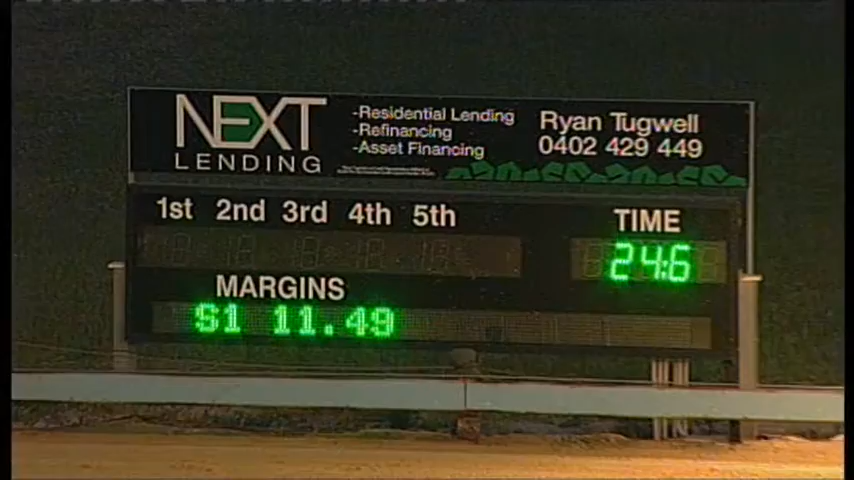 NEXT
LENDING
-Residential Lending
-Refinancing
-Asset Financing
Ryan Tugwell
0402 429 449
1st 2nd 3rd 4th 5th
TIME
24:6
MARGINS
S1 11.49